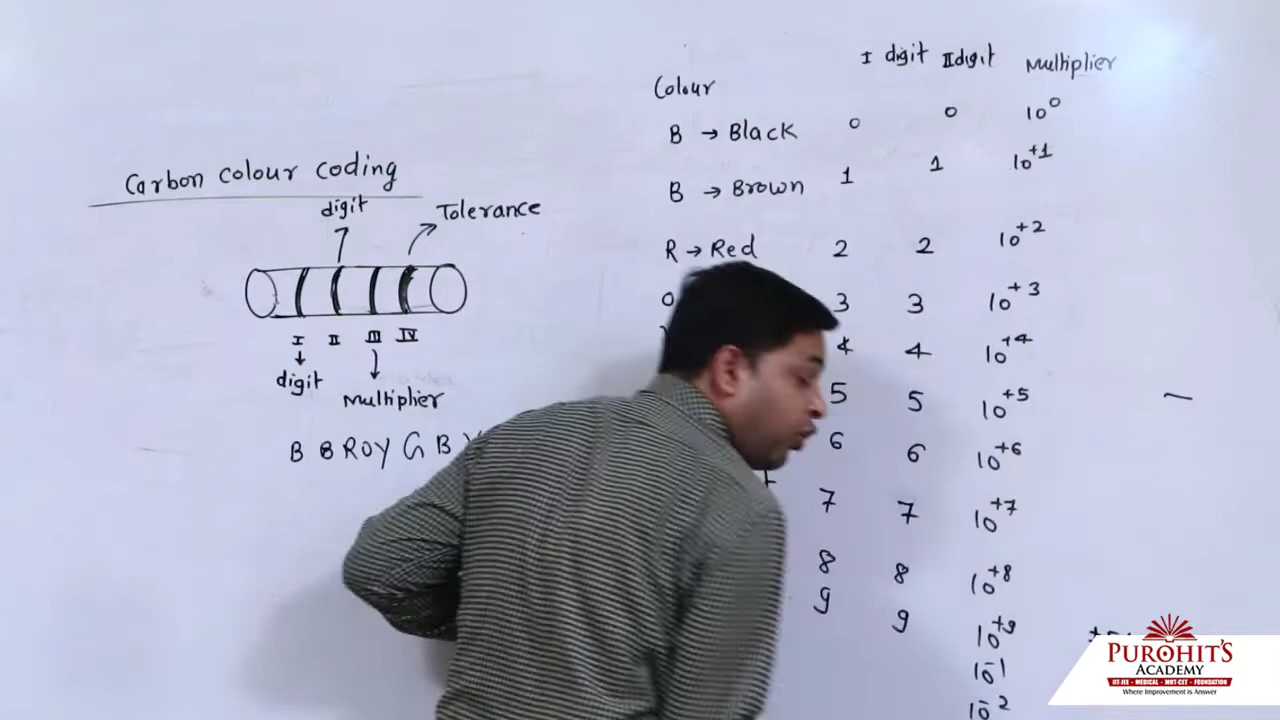 Carbon colour coding
digit
Tolerance
I II III IV
digit
Multiplier
B B R O Y G B
I digit II digit Multiplier
Colour
B → Black 0 0 10⁰
B → Brown 1 1 10⁺¹
R → Red 2 2 10⁺²
O 3 3 10⁺³
4 4 10⁺⁴
5 5 10⁺⁵
6 6 10⁺⁶
7 7 10⁺⁷
8 8 10⁺⁸
9 9 10⁺⁹
10⁻¹
10⁻²
PUROHIT'S
ACADEMY
IIT-JEE - MEDICAL - MHT-CET - FOUNDATION
Where Improvement is Answer